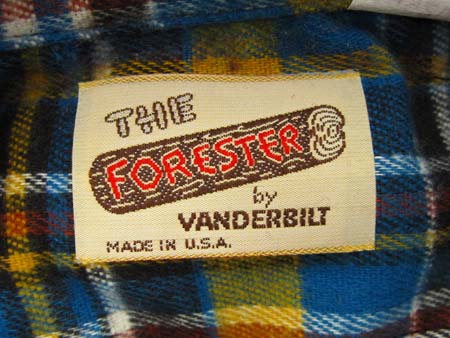 THE
FORESTER
by
VANDERBILT
MADE IN U.S.A.